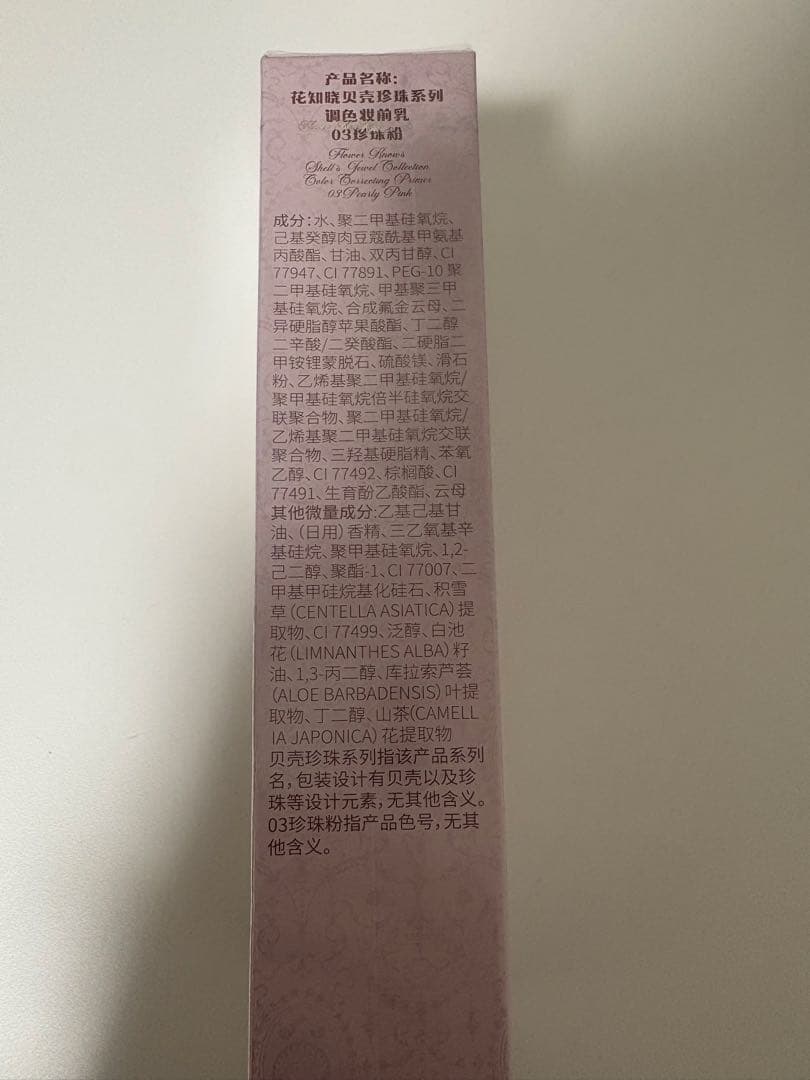 产品名称：
花知晓贝壳珍珠系列
调色妆前乳
03珍珠粉
Flower Knows
Shell's Jewel Collection
Color Correcting Primer
03 Pearly Pink
成分：水、聚二甲基硅氧烷、
己基癸醇肉豆蔻酰基甲氨基
丙酸酯、甘油、双丙甘醇、CI
77947、CI 77891、PEG-10 聚
二甲基硅氧烷、甲基聚三甲
基硅氧烷、合成氟金云母、二
异硬脂醇苹果酸酯、丁二醇
二辛酸/二癸酸酯、二硬脂二
甲铵锂蒙脱石、硫酸镁、滑石
粉、乙烯基聚二甲基硅氧烷/
聚甲基硅氧烷倍半硅氧烷交
联聚合物、聚二甲基硅氧烷/
乙烯基聚二甲基硅氧烷交联
聚合物、三羟基硬脂精、苯氧
乙醇、CI 77492、棕榈酸、CI
77491、生育酚乙酸酯、云母
其他微量成分:乙基己基甘
油、（日用）香精、三乙氧基辛
基硅烷、聚甲基硅氧烷、1,2-
己二醇、聚酯-1、CI 77007、二
甲基甲硅烷基化硅石、积雪
草（CENTELLA ASIATICA）提
取物、CI 77499、泛醇、白池
花（LIMNANTHES ALBA）籽
油、1,3-丙二醇、库拉索芦荟
（ALOE BARBADENSIS）叶提
取物、丁二醇、山茶(CAMELL
IA JAPONICA）花提取物
贝壳珍珠系列指该产品系列
名，包装设计有贝壳以及珍
珠等设计元素，无其他含义。
03珍珠粉指产品色号，无其
他含义。